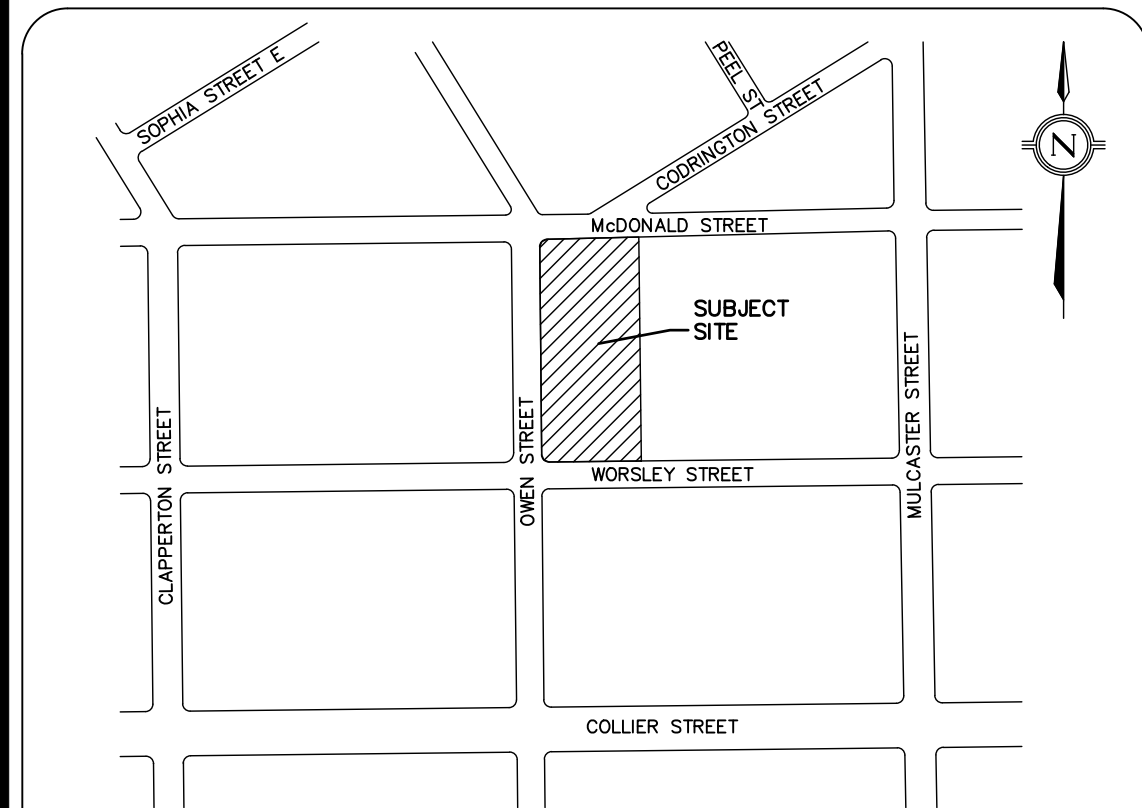 SOPHIA STREET E
PEEL ST
CODRINGTON STREET
McDONALD STREET
N
SUBJECT
SITE
MULCASTER STREET
OWEN STREET
CLAPPERTON STREET
WORSLEY STREET
COLLIER STREET